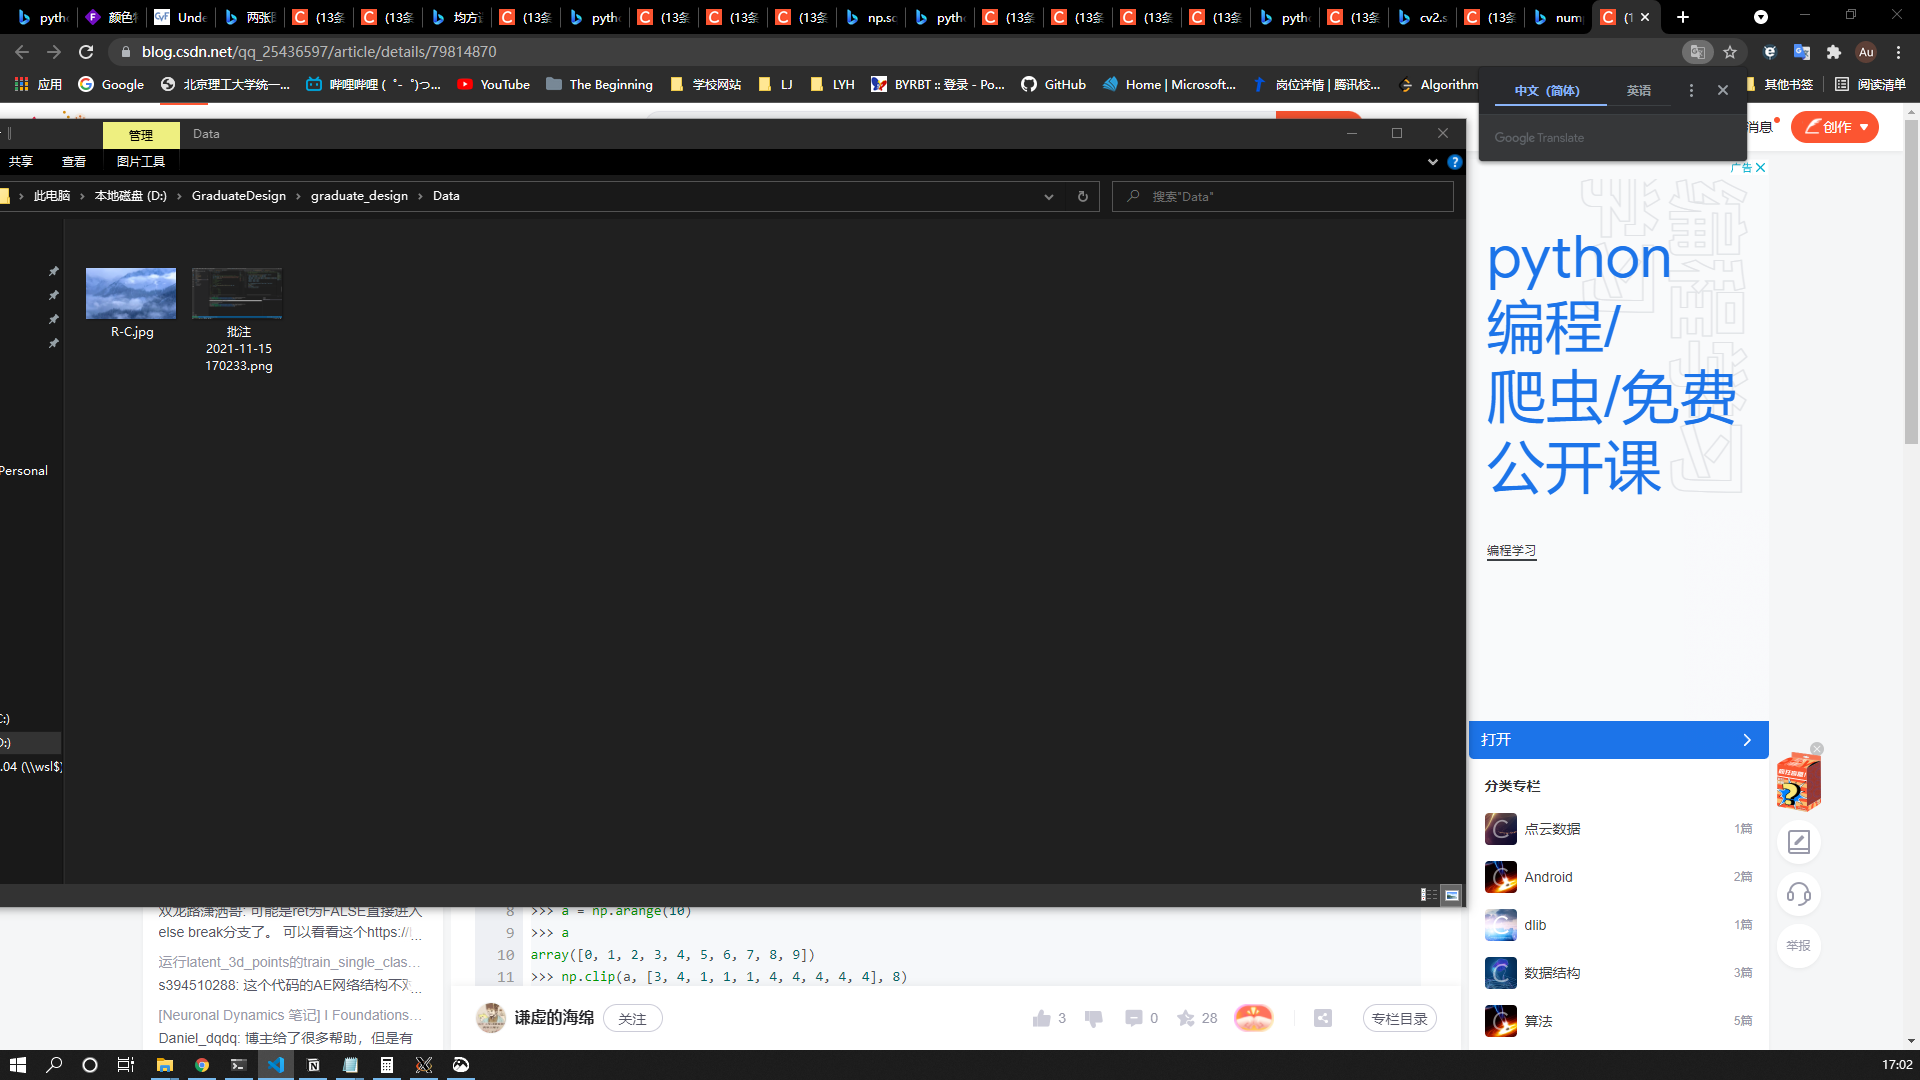 pyth
颜色
Unde
两张
(13条
(13条
均方
(13条
pyth
(13条
(13条
(13条
np.sc
pyth
(13条
(13条
(13条
(13条
pyth
(13条
cv2.s
(13条
num
blog.csdn.net/qq_25436597/article/details/79814870
Au
应用
Google
北京理工大学统一...
哔哩哔哩 ( ゜- ゜)つ...
YouTube
The Beginning
学校网站
LJ
LYH
BYRBT :: 登录 - Po...
GitHub
Home | Microsoft...
岗位详情 | 腾讯校...
Algorithm
其他书签
阅读清单
中文（简体）
英语
Google Translate
消息
创作
管理
Data
共享
查看
图片工具
此电脑 › 本地磁盘 (D:) › GraduateDesign › graduate_design › Data
搜索"Data"
R-C.jpg
批注
2021-11-15
170233.png
Personal
C:)
D:)
.04 (\\wsl$)
广告
python
编程/
爬虫/免费
公开课
编程学习
编程学习
打开
分类专栏
点云数据 1篇
Android 2篇
dlib 1篇
数据结构 3篇
算法 5篇
举报
双龙路潇洒哥: 可能是ret为FALSE直接进入
else break分支了。 可以看看这个https://...
运行latent_3d_points的train_single_clas...
s394510288: 这个代码的AE网络结构不对...
[Neuronal Dynamics 笔记] I Foundations...
Daniel_dqdq: 博主给了很多帮助，但是有
8 >>> a = np.arange(10)
9 >>> a
10 array([0, 1, 2, 3, 4, 5, 6, 7, 8, 9])
11 >>> np.clip(a, [3, 4, 1, 1, 1, 4, 4, 4, 4, 4], 8)
谦虚的海绵
关注
3
0
28
专栏目录
17:02